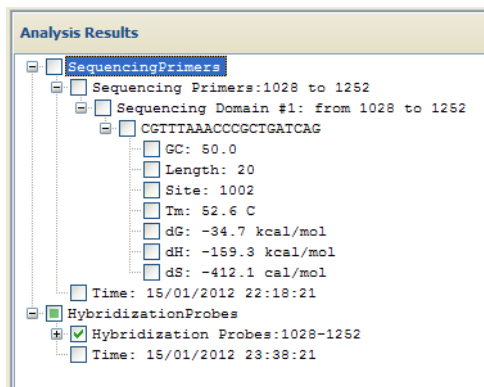 Analysis Results
SequencingPrimers
Sequencing Primers:1028 to 1252
Sequencing Domain #1: from 1028 to 1252
CGTTTAAACCCGCTGATCAG
GC: 50.0
Length: 20
Site: 1002
Tm: 52.6 C
dG: -34.7 kcal/mol
dH: -159.3 kcal/mol
dS: -412.1 cal/mol
Time: 15/01/2012 22:18:21
HybridizationProbes
Hybridization Probes:1028-1252
Time: 15/01/2012 23:38:21